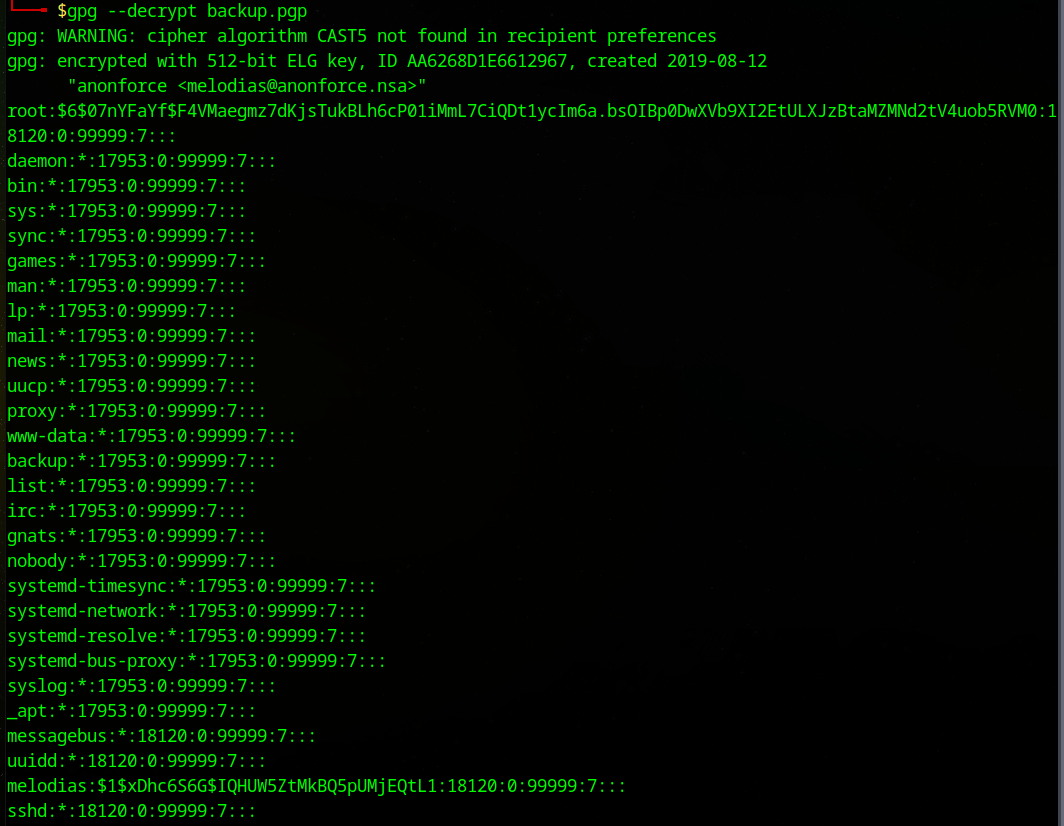 $gpg --decrypt backup.pgp
gpg: WARNING: cipher algorithm CAST5 not found in recipient preferences
gpg: encrypted with 512-bit ELG key, ID AA6268D1E6612967, created 2019-08-12
"anonforce <melodias@anonforce.nsa>"
root:$6$07nYFaYf$F4VMaegmz7dKjsTukBLh6cP01iMmL7CiQDt1ycIm6a.bsOIBp0DwXVb9XI2EtULXJzBtaMZMNd2tV4uob5RVM0:1
8120:0:99999:7:::
daemon:*:17953:0:99999:7:::
bin:*:17953:0:99999:7:::
sys:*:17953:0:99999:7:::
sync:*:17953:0:99999:7:::
games:*:17953:0:99999:7:::
man:*:17953:0:99999:7:::
lp:*:17953:0:99999:7:::
mail:*:17953:0:99999:7:::
news:*:17953:0:99999:7:::
uucp:*:17953:0:99999:7:::
proxy:*:17953:0:99999:7:::
www-data:*:17953:0:99999:7:::
backup:*:17953:0:99999:7:::
list:*:17953:0:99999:7:::
irc:*:17953:0:99999:7:::
gnats:*:17953:0:99999:7:::
nobody:*:17953:0:99999:7:::
systemd-timesync:*:17953:0:99999:7:::
systemd-network:*:17953:0:99999:7:::
systemd-resolve:*:17953:0:99999:7:::
systemd-bus-proxy:*:17953:0:99999:7:::
syslog:*:17953:0:99999:7:::
_apt:*:17953:0:99999:7:::
messagebus:*:18120:0:99999:7:::
uuidd:*:18120:0:99999:7:::
melodias:$1$xDhc6S6G$IQHUW5ZtMkBQ5pUMjEQtL1:18120:0:99999:7:::
sshd:*:18120:0:99999:7:::